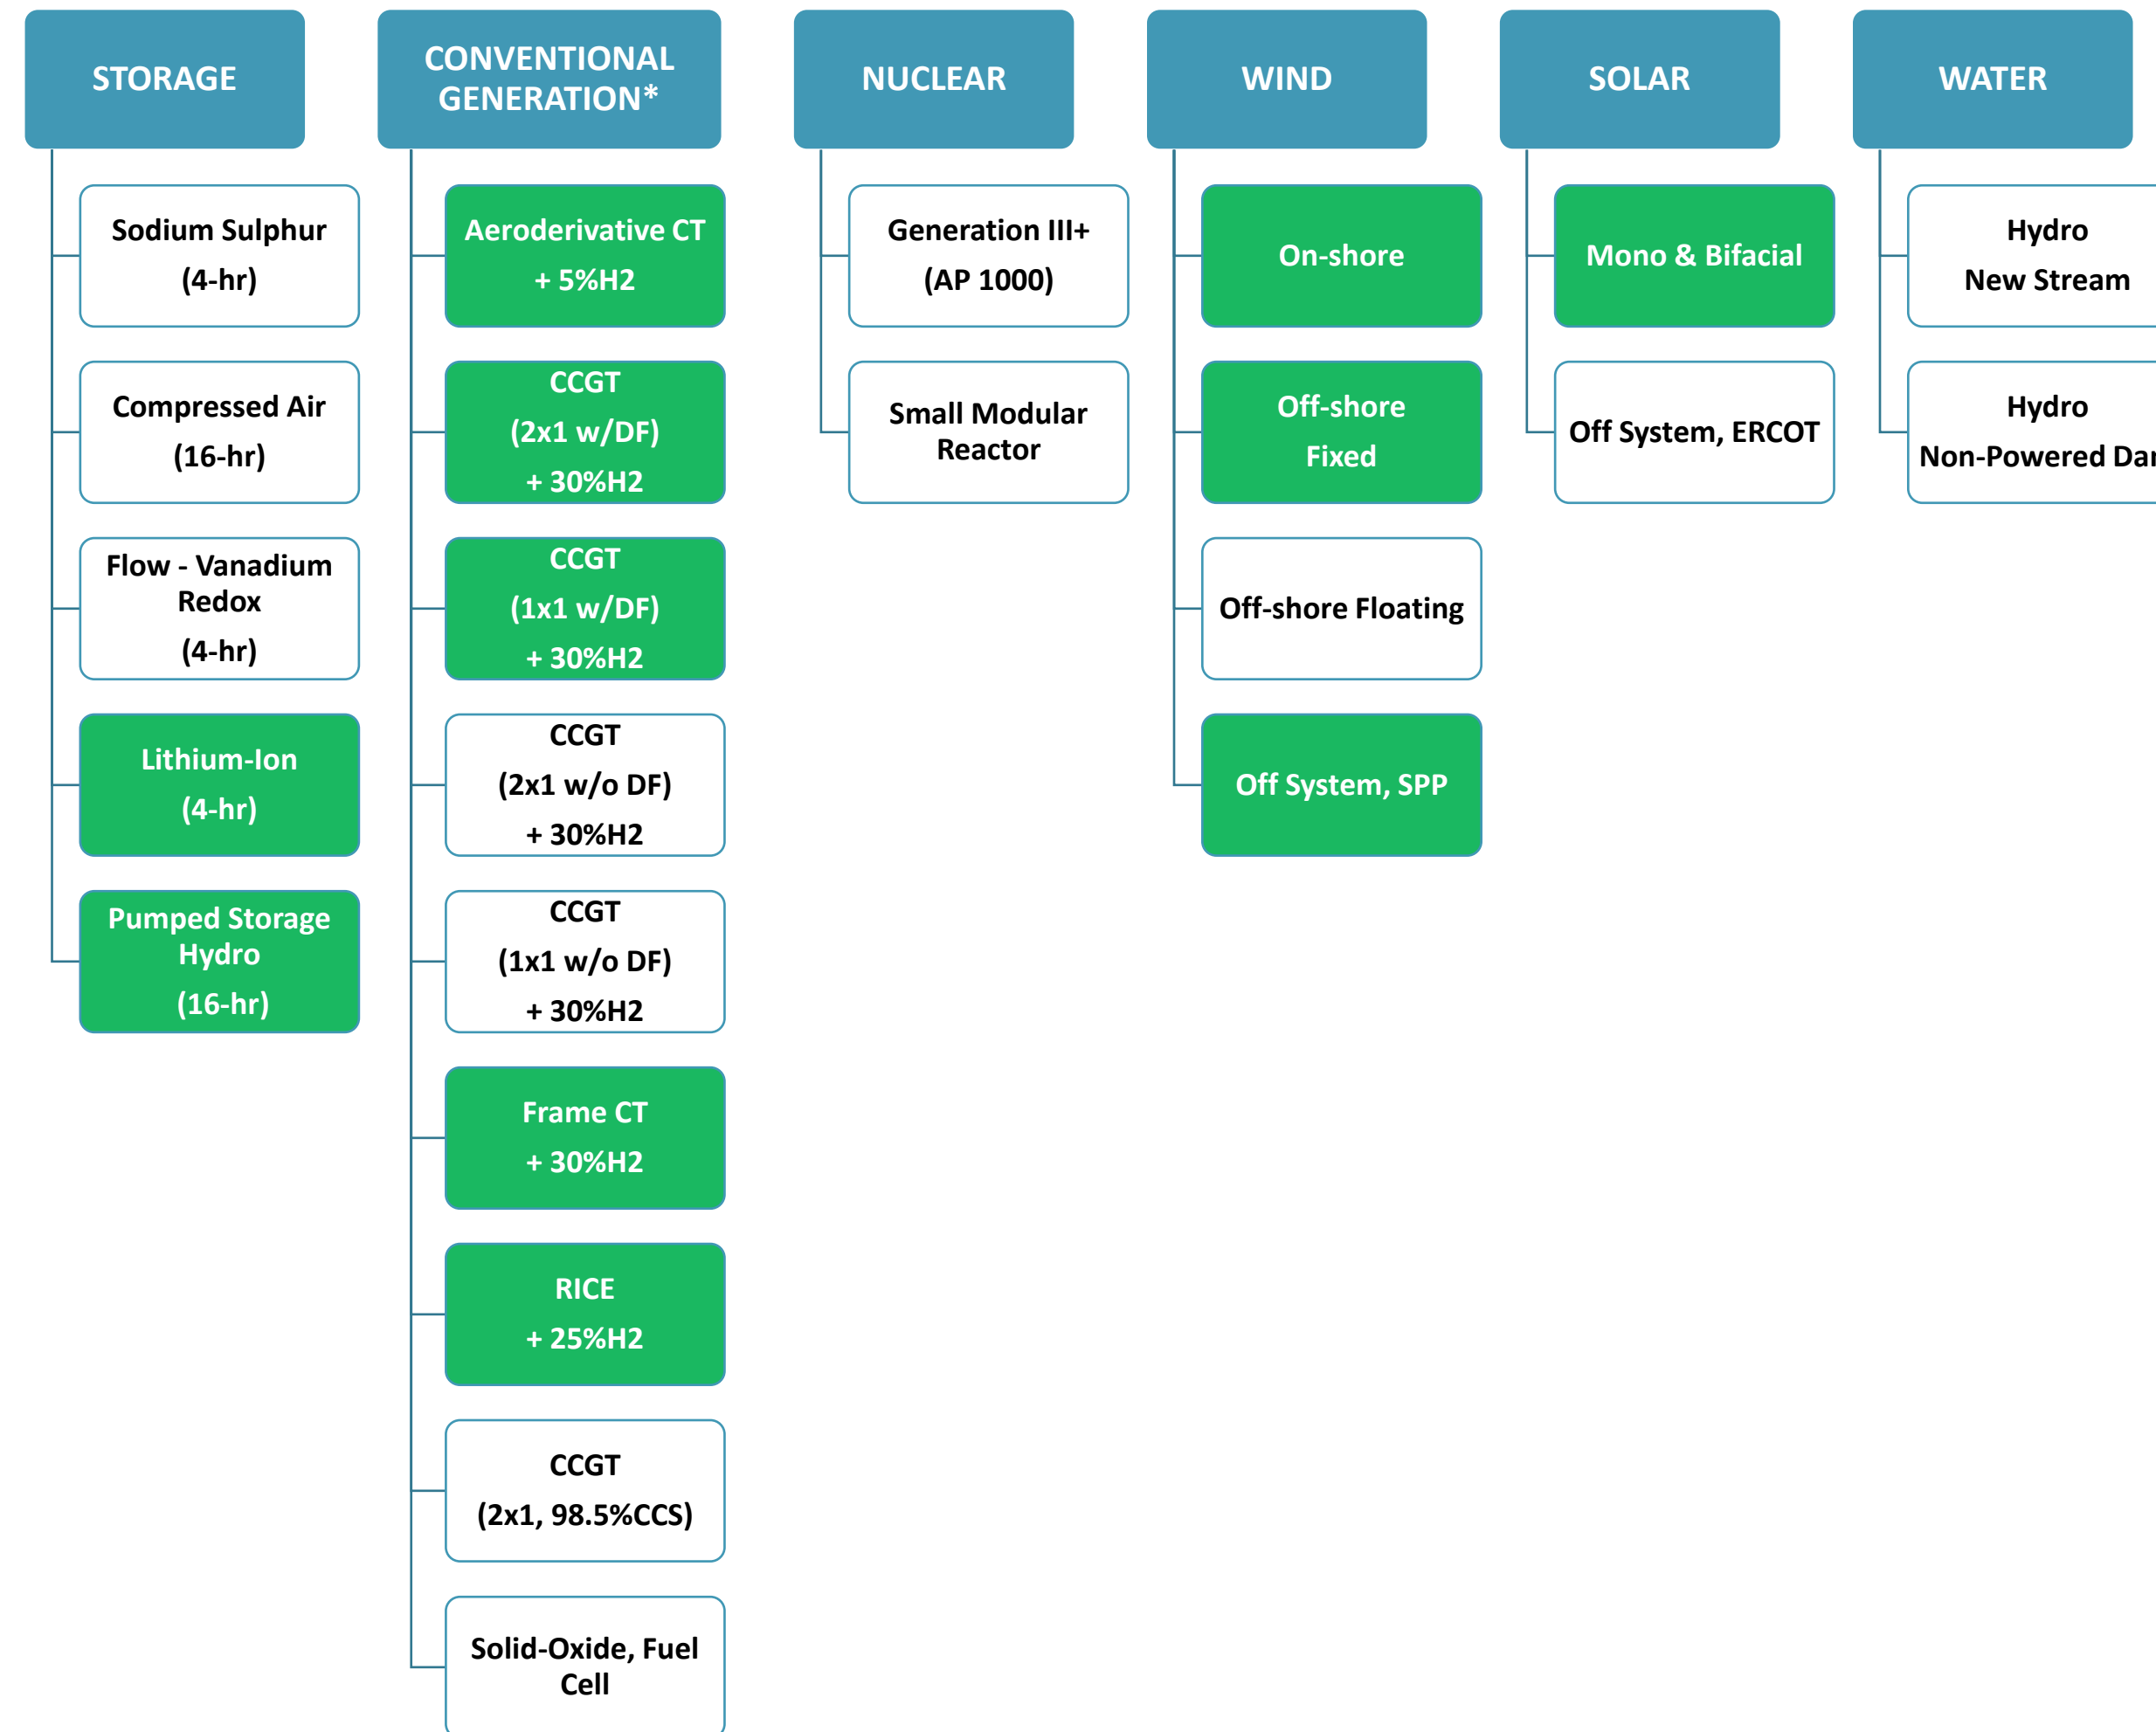 STORAGE
Sodium Sulphur
(4-hr)
Compressed Air
(16-hr)
Flow - Vanadium
Redox
(4-hr)
Lithium-Ion
(4-hr)
Pumped Storage
Hydro
(16-hr)
CONVENTIONAL
GENERATION*
Aeroderivative CT
+ 5%H2
CCGT
(2x1 w/DF)
+ 30%H2
CCGT
(1x1 w/DF)
+ 30%H2
CCGT
(2x1 w/o DF)
+ 30%H2
CCGT
(1x1 w/o DF)
+ 30%H2
Frame CT
+ 30%H2
RICE
+ 25%H2
CCGT
(2x1, 98.5%CCS)
Solid-Oxide, Fuel
Cell
NUCLEAR
Generation III+
(AP 1000)
Small Modular
Reactor
WIND
On-shore
Off-shore
Fixed
Off-shore Floating
Off System, SPP
SOLAR
Mono & Bifacial
Off System, ERCOT
WATER
Hydro
New Stream
Hydro
Non-Powered